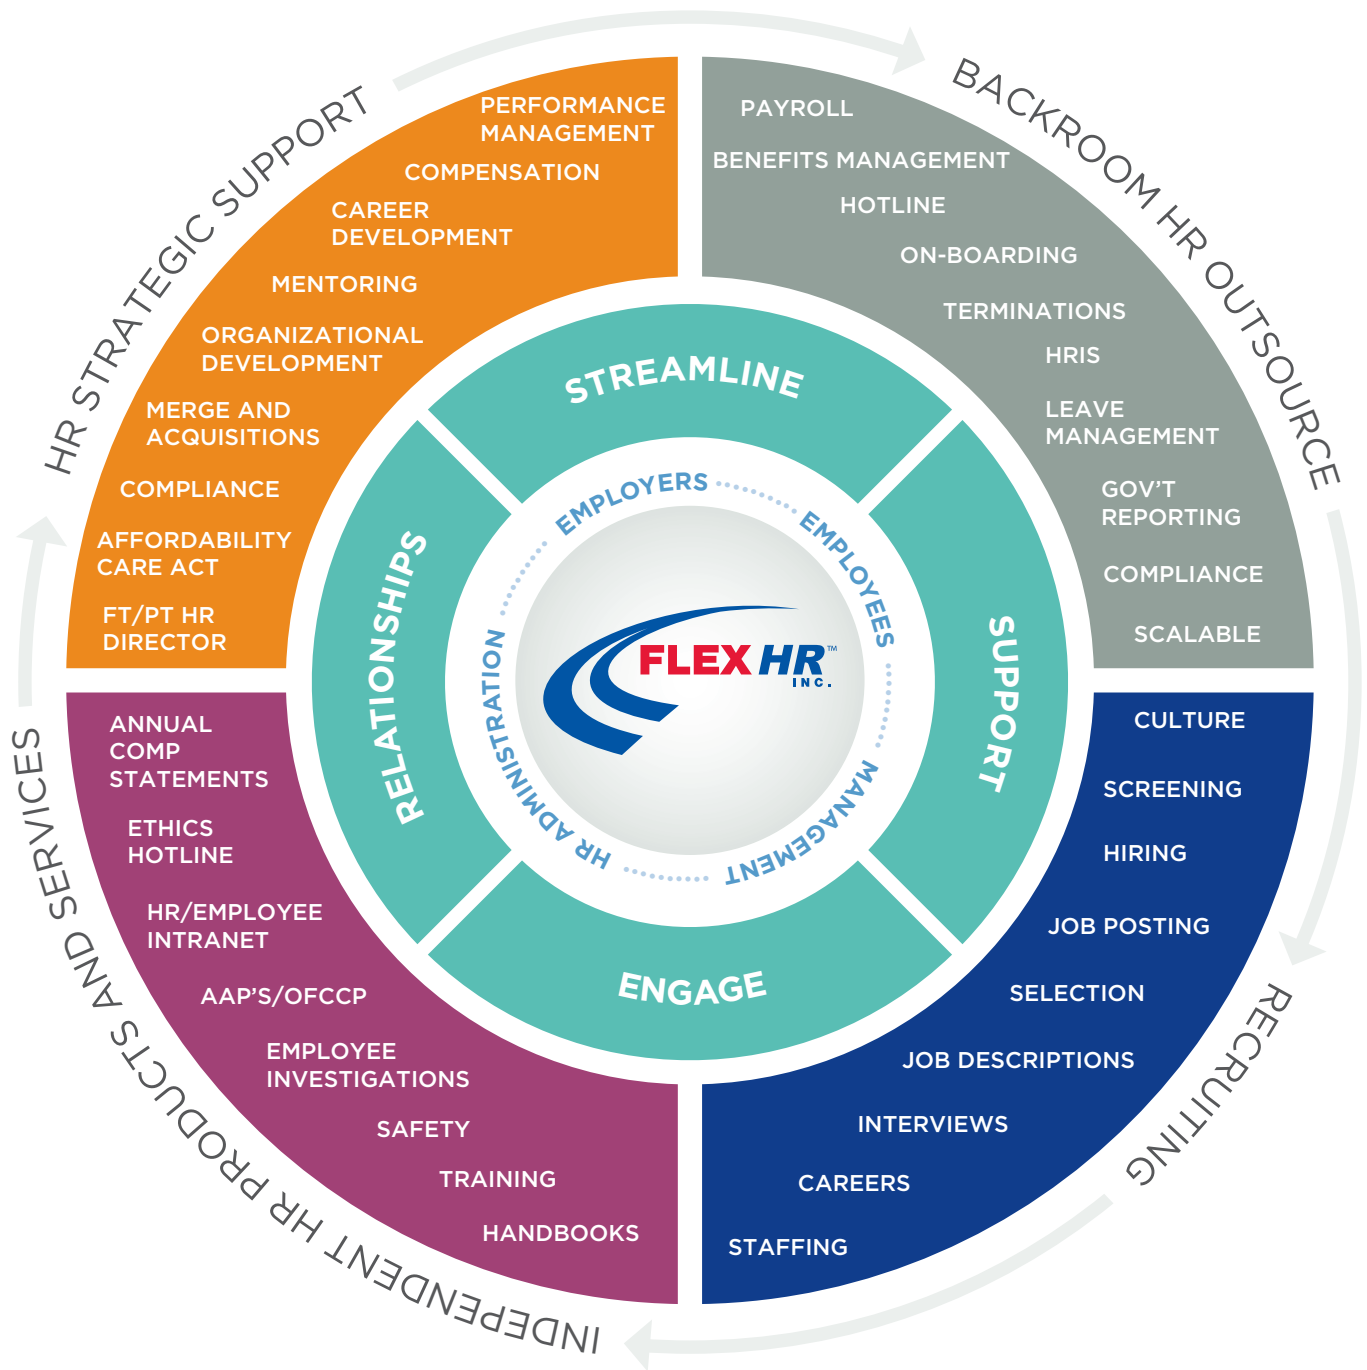 HR STRATEGIC SUPPORT
PERFORMANCE
MANAGEMENT
COMPENSATION
CAREER
DEVELOPMENT
MENTORING
ORGANIZATIONAL
DEVELOPMENT
MERGE AND
ACQUISITIONS
COMPLIANCE
AFFORDABILITY
CARE ACT
FT/PT HR
DIRECTOR
BACKROOM HR OUTSOURCE
PAYROLL
BENEFITS MANAGEMENT
HOTLINE
ON-BOARDING
TERMINATIONS
HRIS
LEAVE
MANAGEMENT
GOV'T
REPORTING
COMPLIANCE
SCALABLE
RECRUITING
CULTURE
SCREENING
HIRING
JOB POSTING
SELECTION
JOB DESCRIPTIONS
INTERVIEWS
CAREERS
STAFFING
INDEPENDENT HR PRODUCTS AND SERVICES
ANNUAL
COMP
STATEMENTS
ETHICS
HOTLINE
HR/EMPLOYEE
INTRANET
AAP'S/OFCCP
EMPLOYEE
INVESTIGATIONS
SAFETY
TRAINING
HANDBOOKS
STREAMLINE
SUPPORT
ENGAGE
RELATIONSHIPS
EMPLOYERS
EMPLOYEES
MANAGEMENT
HR ADMINISTRATION
FLEX HR™
INC.